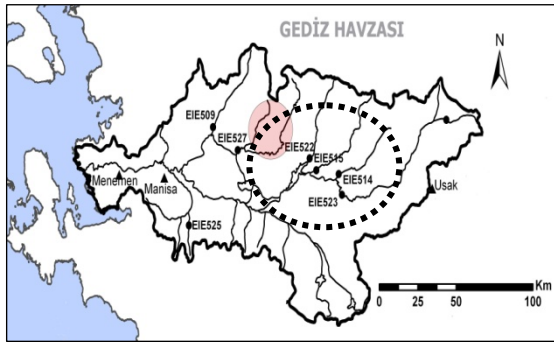 GEDİZ HAVZASI
N
EIE509
EIE527
EIE522
EIE515
EIE514
EIE523
Menemen
Manisa
Usak
EIE525
Km
0 25 50 100